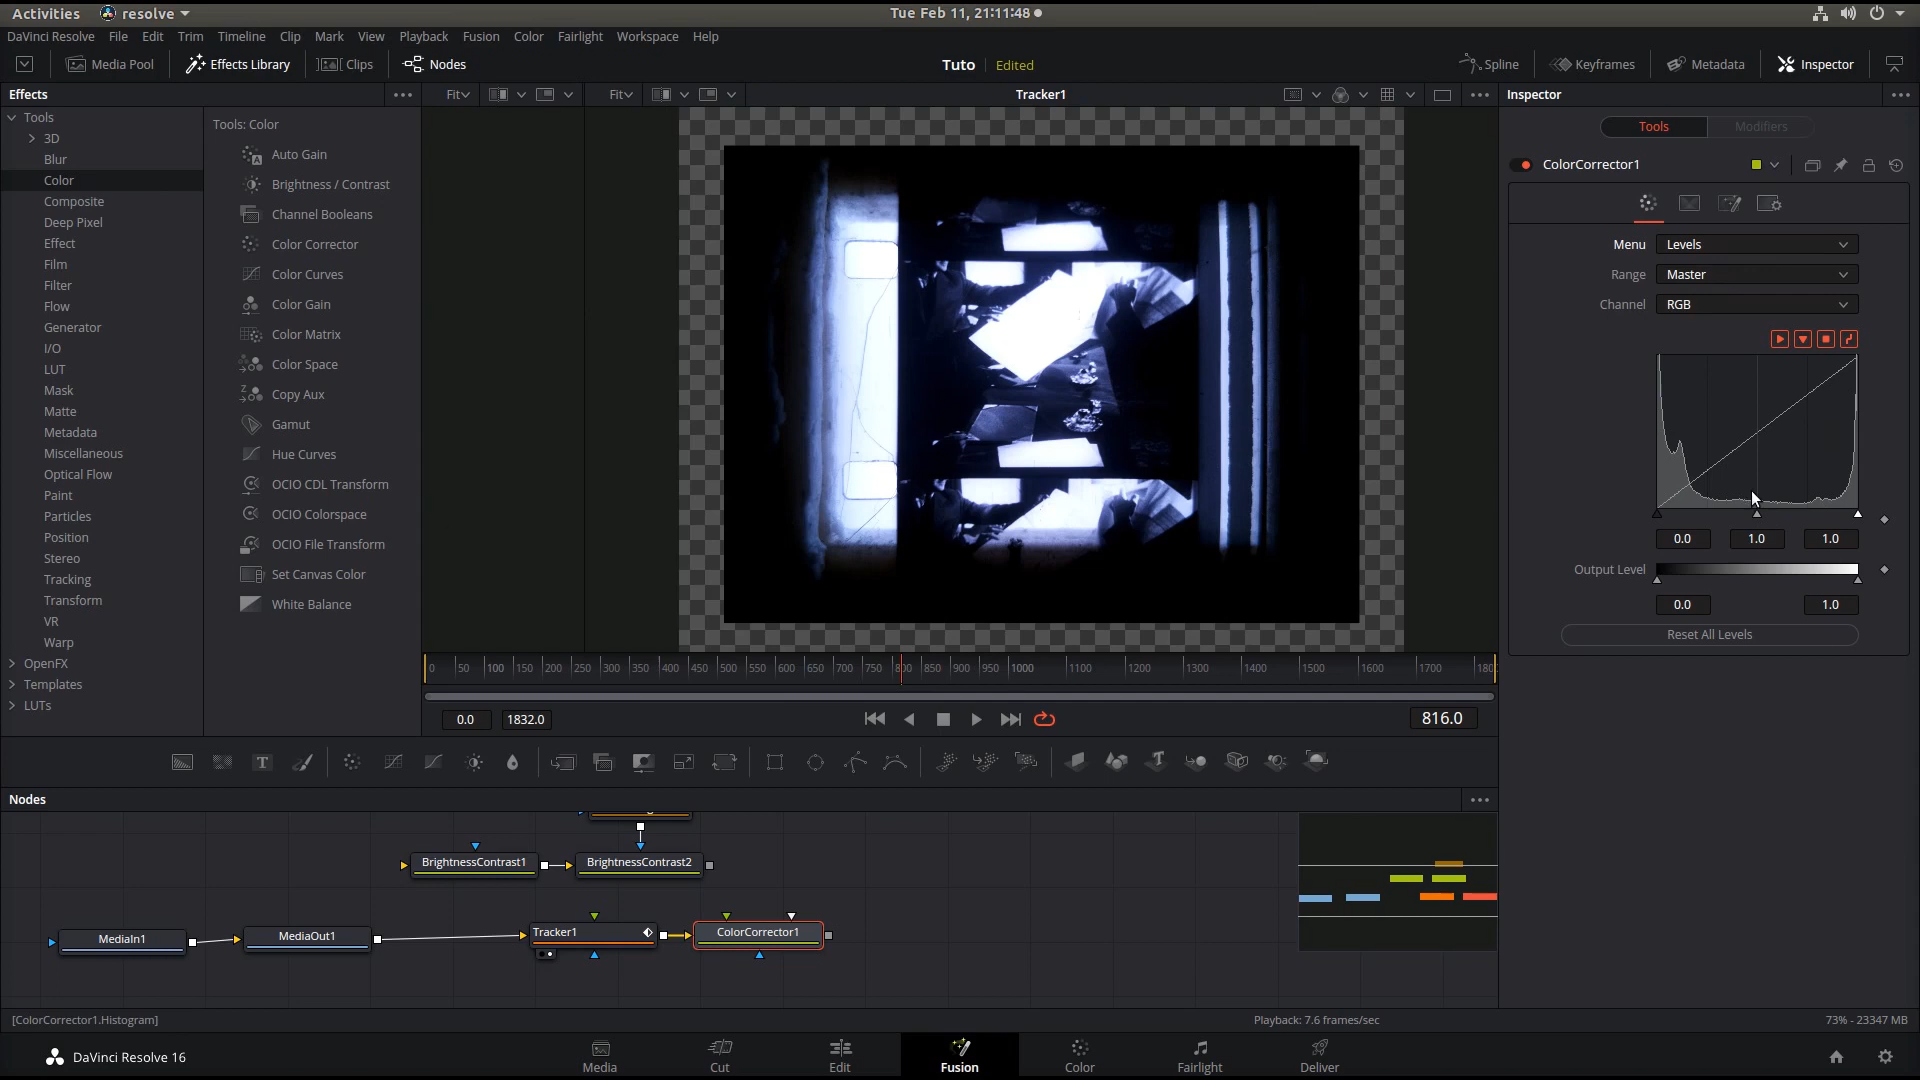 Activities resolve Tue Feb 11, 21:11:48
DaVinci Resolve File Edit Trim Timeline Clip Mark View Playback Fusion Color Fairlight Workspace Help
Media Pool Effects Library Clips Nodes Tuto Edited Spline Keyframes Metadata Inspector
Effects Fit Fit Tracker1 Inspector
Tools
3D
Blur
Color
Composite
Deep Pixel
Effect
Film
Filter
Flow
Generator
I/O
LUT
Mask
Matte
Metadata
Miscellaneous
Optical Flow
Paint
Particles
Position
Stereo
Tracking
Transform
VR
Warp
OpenFX
Templates
LUTs
Tools: Color
Auto Gain
Brightness / Contrast
Channel Booleans
Color Corrector
Color Curves
Color Gain
Color Matrix
Color Space
Copy Aux
Gamut
Hue Curves
OCIO CDL Transform
OCIO Colorspace
OCIO File Transform
Set Canvas Color
White Balance
Tools Modifiers
ColorCorrector1
Menu Levels
Range Master
Channel RGB
0.0 1.0 1.0
Output Level
0.0 1.0
Reset All Levels
0 50 100 150 200 250 300 350 400 450 500 550 600 650 700 750 800 850 900 950 1000 1100 1200 1300 1400 1500 1600 1700 180
0.0 1832.0 816.0
Nodes
BrightnessContrast1 BrightnessContrast2
MediaIn1 MediaOut1 Tracker1 ColorCorrector1
[ColorCorrector1.Histogram] Playback: 7.6 frames/sec 73% - 23347 MB
DaVinci Resolve 16 Media Cut Edit Fusion Color Fairlight Deliver